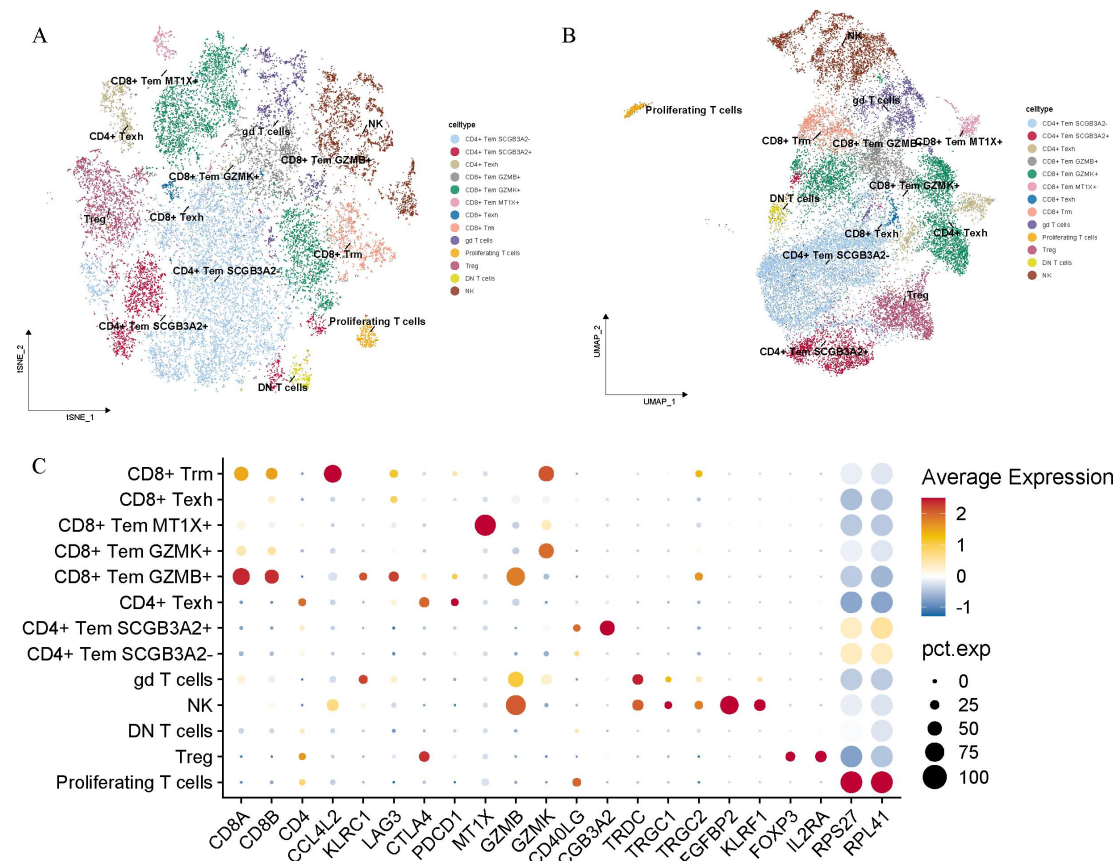 A
CD8+ Tem MT1X+
CD4+ Texh
gd T cells
NK
CD8+ Tem GZMB+
CD8+ Tem GZMK+
Treg
CD8+ Texh
CD8+ Trm
CD4+ Tem SCGB3A2-
CD4+ Tem SCGB3A2+
Proliferating T cells
DN T cells
tSNE_2
tSNE_1
celltype
CD4+ Tem SCGB3A2-
CD4+ Tem SCGB3A2+
CD4+ Texh
CD8+ Tem GZMB+
CD8+ Tem GZMK+
CD8+ Tem MT1X+
CD8+ Texh
CD8+ Trm
gd T cells
Proliferating T cells
Treg
DN T cells
NK
B
NK
Proliferating T cells
gd T cells
CD8+ Trm
CD8+ Tem GZMB+
CD8+ Tem MT1X+
CD8+ Tem GZMK+
DN T cells
CD8+ Texh
CD4+ Texh
CD4+ Tem SCGB3A2-
Treg
CD4+ Tem SCGB3A2+
UMAP_2
UMAP_1
celltype
CD4+ Tem SCGB3A2-
CD4+ Tem SCGB3A2+
CD4+ Texh
CD8+ Tem GZMB+
CD8+ Tem GZMK+
CD8+ Tem MT1X+
CD8+ Texh
CD8+ Trm
gd T cells
Proliferating T cells
Treg
DN T cells
NK
C
CD8+ Trm
CD8+ Texh
CD8+ Tem MT1X+
CD8+ Tem GZMK+
CD8+ Tem GZMB+
CD4+ Texh
CD4+ Tem SCGB3A2+
CD4+ Tem SCGB3A2-
gd T cells
NK
DN T cells
Treg
Proliferating T cells
CD8A
CD8B
CD4
CCL4L2
KLRC1
LAG3
CTLA4
PDCD1
MT1X
GZMB
GZMK
CD40LG
CGB3A2
TRDC
TRGC1
TRGC2
FGFBP2
KLRF1
FOXP3
IL2RA
RPS27
RPL41
Average Expression
2
1
0
-1
pct.exp
0
25
50
75
100